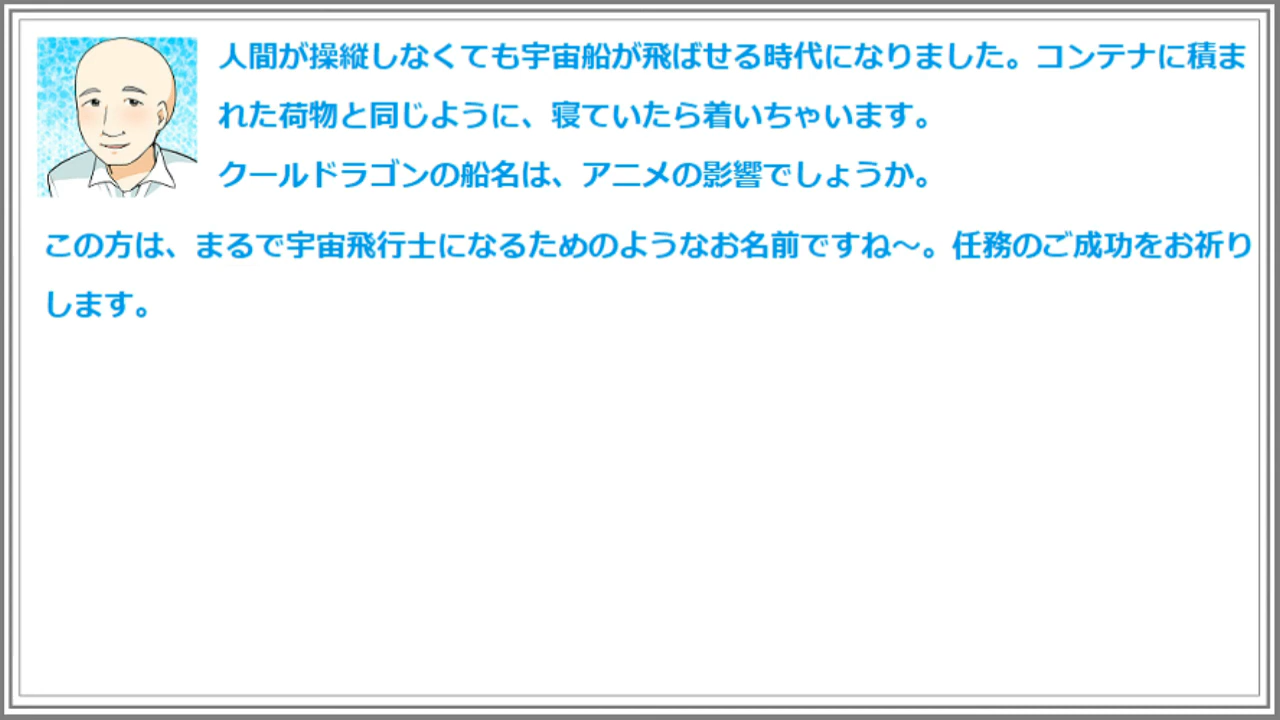 人間が操縦しなくても宇宙船が飛ばせる時代になりました。コンテナに積ま
れた荷物と同じように、寝ていたら着いちゃいます。
クールドラゴンの船名は、アニメの影響でしょうか。
この方は、まるで宇宙飛行士になるためのようなお名前ですね～。任務のご成功をお祈り
します。